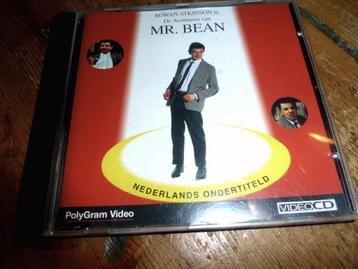 ROWAN ATKINSON is
De Avonturen van
MR. BEAN
NEDERLANDS ONDERTITELD
PolyGram Video
VIDEO CD